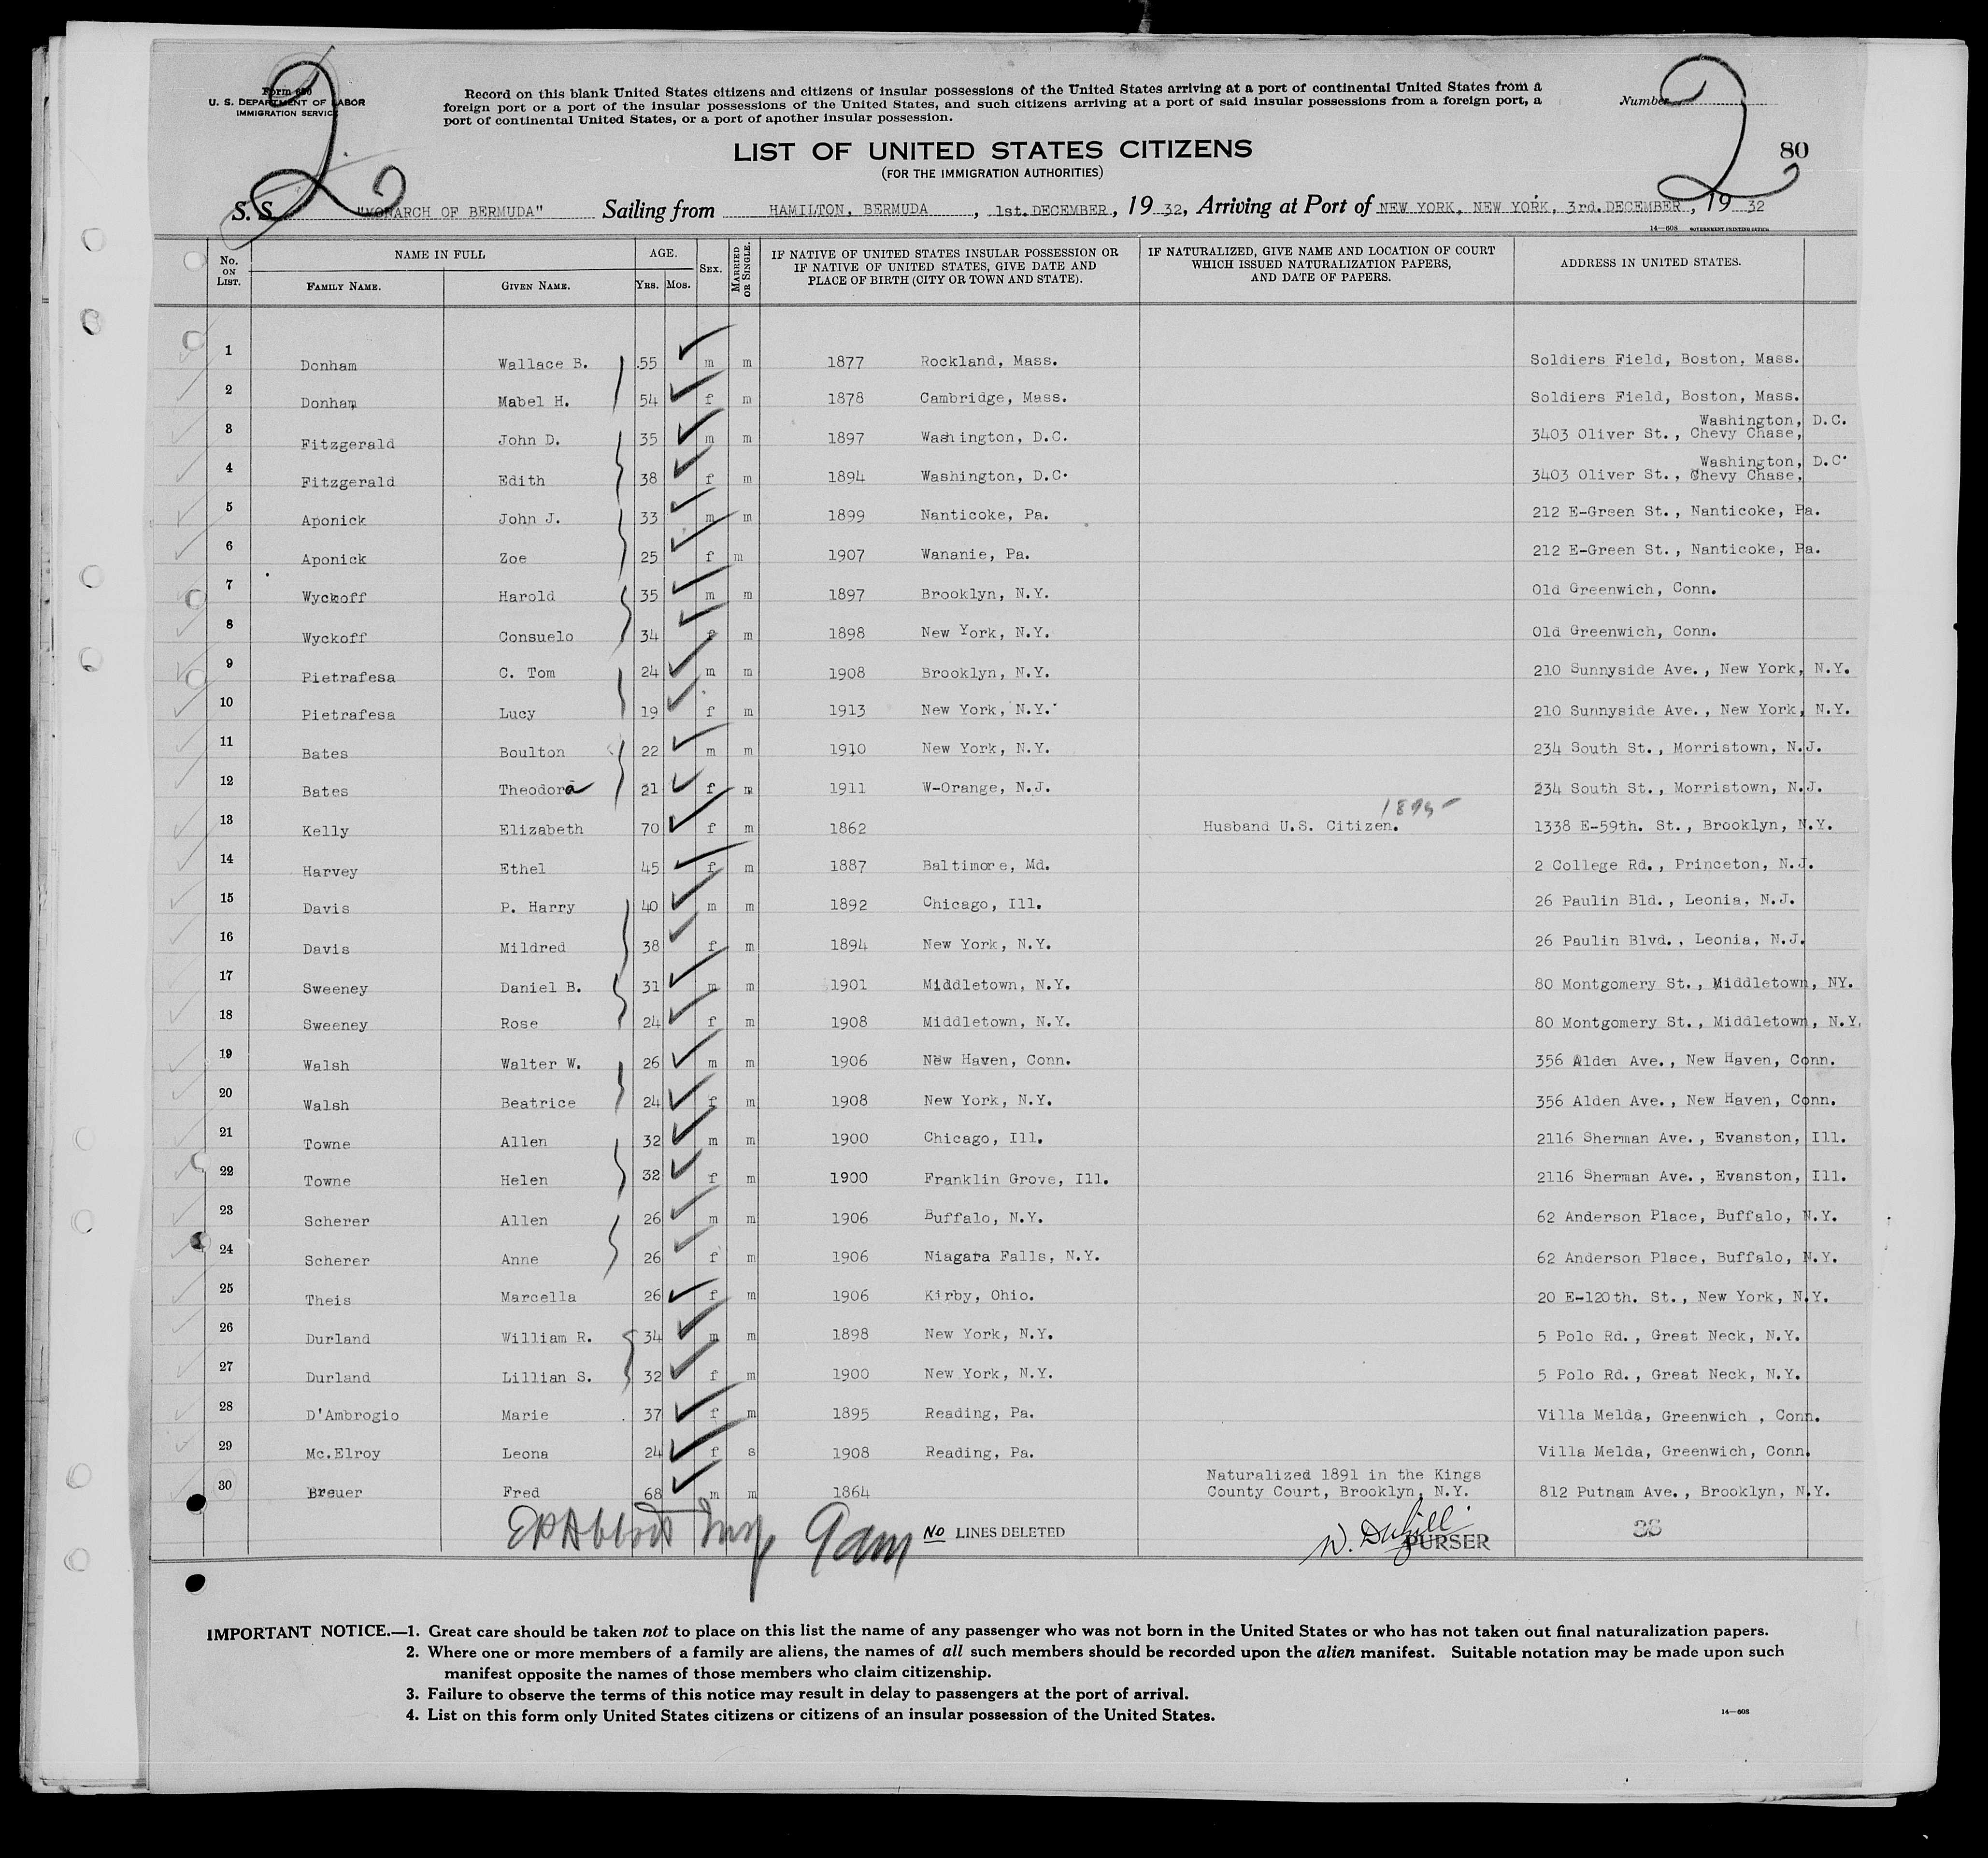 Form 630
U. S. DEPARTMENT OF LABOR
IMMIGRATION SERVICE
Record on this blank United States citizens and citizens of insular possessions of the United States arriving at a port of continental United States from a
foreign port or a port of the insular possessions of the United States, and such citizens arriving at a port of said insular possessions from a foreign port, a
port of continental United States, or a port of another insular possession.
Number
2 2
80
LIST OF UNITED STATES CITIZENS
(FOR THE IMMIGRATION AUTHORITIES)
S. S. "MONARCH OF BERMUDA" Sailing from HAMILTON, BERMUDA, 1st. DECEMBER, 1932, Arriving at Port of NEW YORK, NEW YORK, 3rd. DECEMBER, 1932
14—608 GOVERNMENT PRINTING OFFICE
No. ON LIST. NAME IN FULL AGE. SEX. MARRIED OR SINGLE. IF NATIVE OF UNITED STATES INSULAR POSSESSION OR IF NATIVE OF UNITED STATES, GIVE DATE AND PLACE OF BIRTH (CITY OR TOWN AND STATE). IF NATURALIZED, GIVE NAME AND LOCATION OF COURT WHICH ISSUED NATURALIZATION PAPERS, AND DATE OF PAPERS. ADDRESS IN UNITED STATES.
FAMILY NAME. GIVEN NAME. YRS. MOS.
1 Donham Wallace B. 55 m m 1877 Rockland, Mass. Soldiers Field, Boston, Mass.
2 Donham Mabel H. 54 f m 1878 Cambridge, Mass. Soldiers Field, Boston, Mass.
3 Fitzgerald John D. 35 m m 1897 Washington, D.C. 3403 Oliver St., Chevy Chase, Washington, D.C.
4 Fitzgerald Edith 38 f m 1894 Washington, D.C. 3403 Oliver St., Chevy Chase, Washington, D.C.
5 Aponick John J. 33 m m 1899 Nanticoke, Pa. 212 E-Green St., Nanticoke, Pa.
6 Aponick Zoe 25 f m 1907 Wananie, Pa. 212 E-Green St., Nanticoke, Pa.
7 Wyckoff Harold 35 m m 1897 Brooklyn, N.Y. Old Greenwich, Conn.
8 Wyckoff Consuelo 34 f m 1898 New York, N.Y. Old Greenwich, Conn.
9 Pietrafesa C. Tom 24 m m 1908 Brooklyn, N.Y. 210 Sunnyside Ave., New York, N.Y.
10 Pietrafesa Lucy 19 f m 1913 New York, N.Y. 210 Sunnyside Ave., New York, N.Y.
11 Bates Boulton 22 m m 1910 New York, N.Y. 234 South St., Morristown, N.J.
12 Bates Theodora 21 f m 1911 W-Orange, N.J. 234 South St., Morristown, N.J.
13 Kelly Elizabeth 70 f m 1862 Husband U.S. Citizen. 1895 1338 E-59th. St., Brooklyn, N.Y.
14 Harvey Ethel 45 f m 1887 Baltimore, Md. 2 College Rd., Princeton, N.J.
15 Davis P. Harry 40 m m 1892 Chicago, Ill. 26 Paulin Bld., Leonia, N.J.
16 Davis Mildred 38 f m 1894 New York, N.Y. 26 Paulin Blvd., Leonia, N.J.
17 Sweeney Daniel B. 31 m m 1901 Middletown, N.Y. 80 Montgomery St., Middletown, NY.
18 Sweeney Rose 24 f m 1908 Middletown, N.Y. 80 Montgomery St., Middletown, N.Y.
19 Walsh Walter W. 26 m m 1906 New Haven, Conn. 356 Alden Ave., New Haven, Conn.
20 Walsh Beatrice 24 f m 1908 New York, N.Y. 356 Alden Ave., New Haven, Conn.
21 Towne Allen 32 m m 1900 Chicago, Ill. 2116 Sherman Ave., Evanston, Ill.
22 Towne Helen 32 f m 1900 Franklin Grove, Ill. 2116 Sherman Ave., Evanston, Ill.
23 Scherer Allen 26 m m 1906 Buffalo, N.Y. 62 Anderson Place, Buffalo, N.Y.
24 Scherer Anne 26 f m 1906 Niagara Falls, N.Y. 62 Anderson Place, Buffalo, N.Y.
25 Theis Marcella 26 f m 1906 Kirby, Ohio. 20 E-120th. St., New York, N.Y.
26 Durland William R. 34 m m 1898 New York, N.Y. 5 Polo Rd., Great Neck, N.Y.
27 Durland Lillian S. 32 f m 1900 New York, N.Y. 5 Polo Rd., Great Neck, N.Y.
28 D'Ambrogio Marie 37 f m 1895 Reading, Pa. Villa Melda, Greenwich, Conn.
29 Mc.Elroy Leona 24 f s 1908 Reading, Pa. Villa Melda, Greenwich, Conn.
30 Breuer Fred 68 m m 1864 Naturalized 1891 in the Kings County Court, Brooklyn, N.Y. 812 Putnam Ave., Brooklyn, N.Y.
9am No LINES DELETED PURSER
IMPORTANT NOTICE.—1. Great care should be taken not to place on this list the name of any passenger who was not born in the United States or who has not taken out final naturalization papers.
2. Where one or more members of a family are aliens, the names of all such members should be recorded upon the alien manifest. Suitable notation may be made upon such
manifest opposite the names of those members who claim citizenship.
3. Failure to observe the terms of this notice may result in delay to passengers at the port of arrival.
4. List on this form only United States citizens or citizens of an insular possession of the United States.
14—608